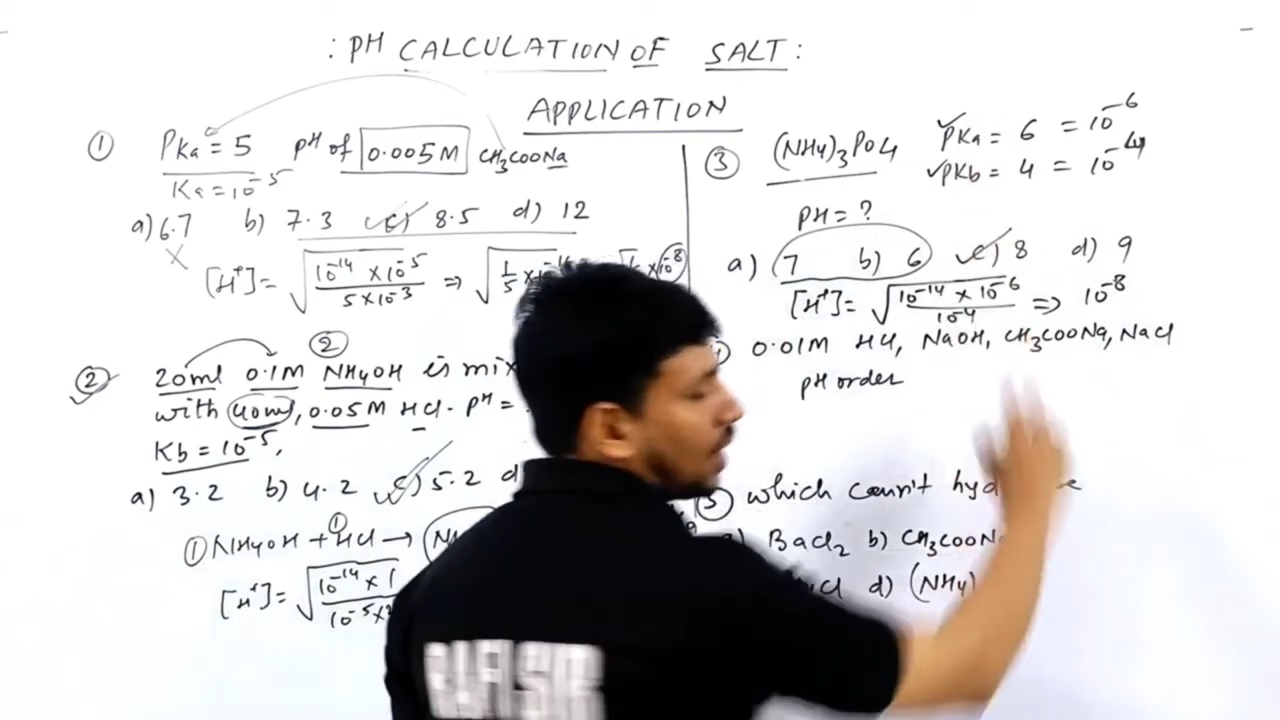 : PH CALCULATION OF SALT :
APPLICATION
① PKa = 5 pH of 0.005M CH3COONa
Ka = 10^-5
a) 6.7 b) 7.3 c) 8.5 d) 12
[H+] = √(10^-14 × 10^-5 / 5×10^-3) ⇒
②
② 20ml 0.1M NH4OH is
with 40ml, 0.05M HCl. pH =
Kb = 10^-5,
a) 3.2 b) 4.2 c) 5.2 d
① NH4OH + HCl →
①
[H+] =
③ (NH4)3PO4 PKa = 6 = 10^-6
PKb = 4 = 10^-4
PH = ?
a) 7 b) 6 c) 8 d) 9
[H+] = √(10^-14 × 10^-6 / 10^-4) ⇒ 10^-8
0.01M HCl, NaOH, CH3COONa, NaCl
pH order
⑤ which can't
BaCl2 b) CH3COON
d) (NH4)
RAFI SIR